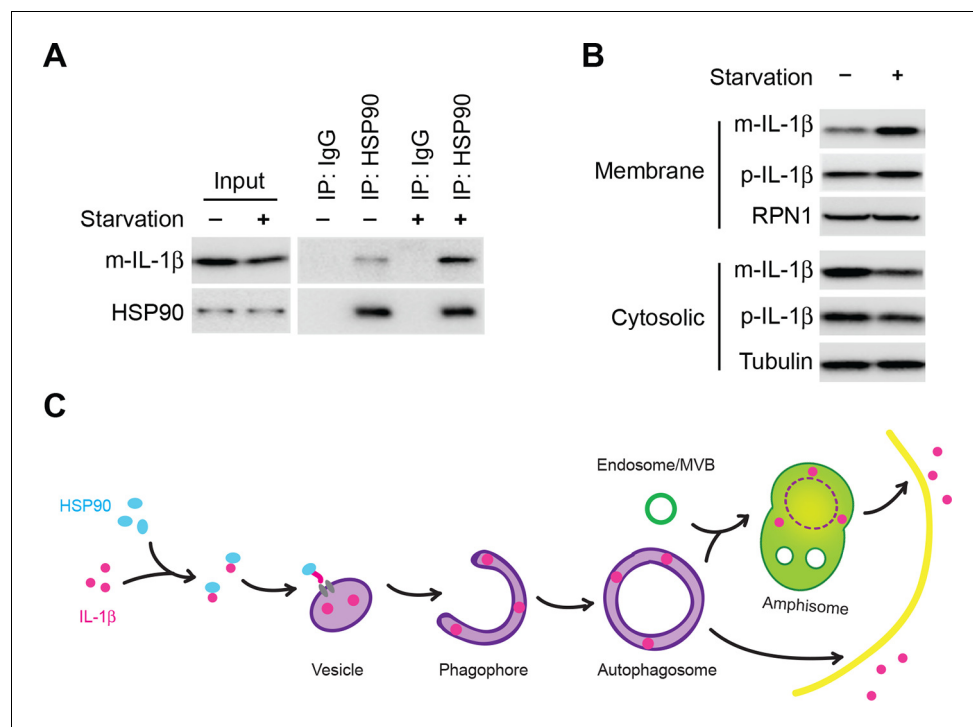 A
Input
IP: IgG
IP: HSP90
IP: IgG
IP: HSP90
Starvation – + – – + +
m-IL-1β
HSP90
B
Starvation – +
Membrane
m-IL-1β
p-IL-1β
RPN1
Cytosolic
m-IL-1β
p-IL-1β
Tubulin
C
HSP90
IL-1β
Vesicle
Phagophore
Autophagosome
Endosome/MVB
Amphisome